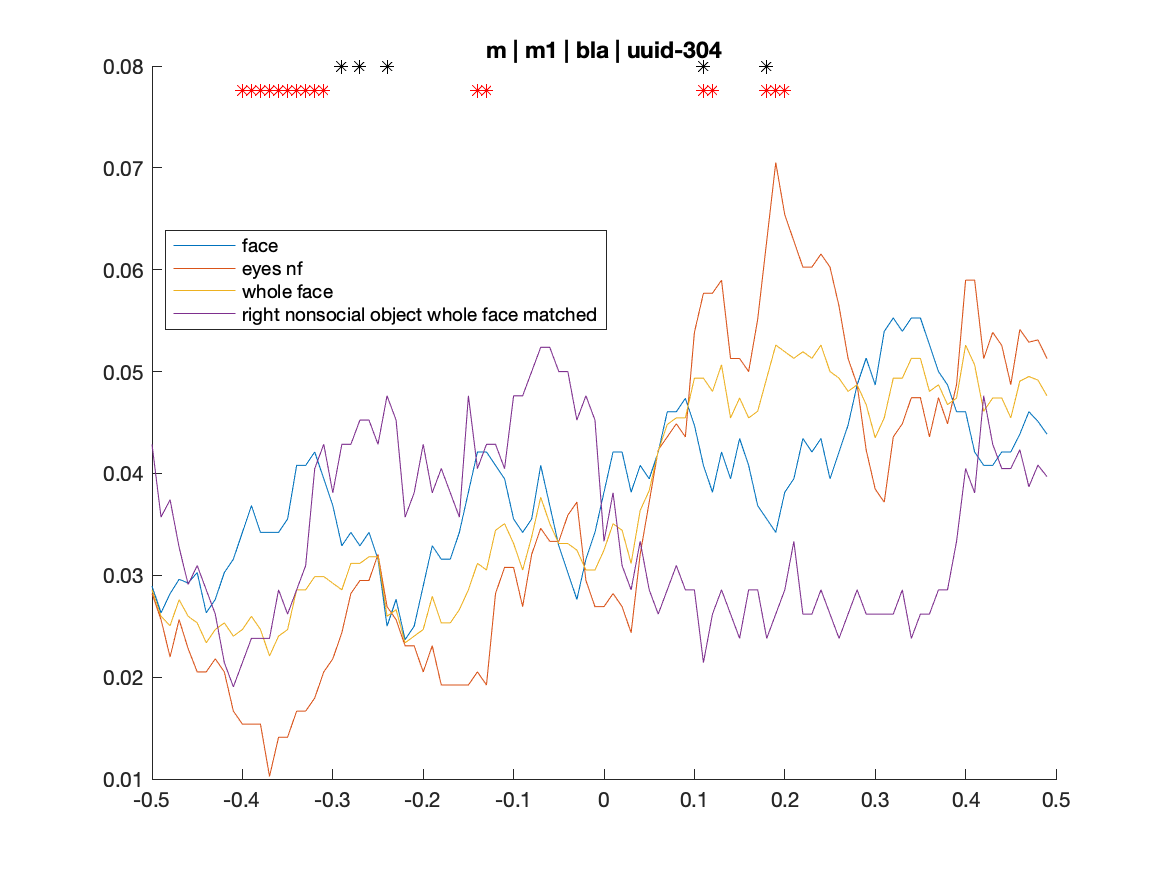 m | m1 | bla | uuid-304
0.08
0.07
0.06
0.05
0.04
0.03
0.02
0.01
face
eyes nf
whole face
right nonsocial object whole face matched
-0.5 -0.4 -0.3 -0.2 -0.1 0 0.1 0.2 0.3 0.4 0.5